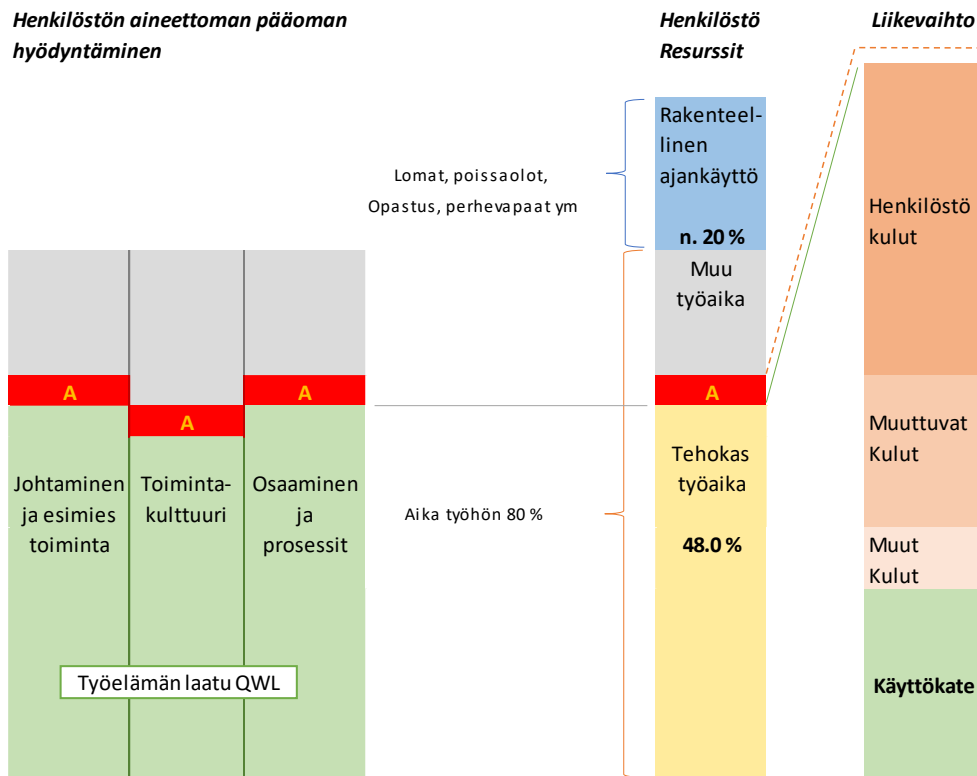 Henkilöstön aineettoman pääoman
hyödyntäminen
Henkilöstö
Resurssit
Liikevaihto
Rakenteel-
linen
ajankäyttö
n. 20 %
Lomat, poissaolot,
Opastus, perhevapaat ym
Muu
työaika
Henkilöstö
kulut
A
A
A
A
Johtaminen
ja esimies
toiminta
Toiminta-
kulttuuri
Osaaminen
ja
prosessit
Aika työhön 80 %
Tehokas
työaika
48.0 %
Muuttuvat
Kulut
Muut
Kulut
Työelämän laatu QWL
Käyttökate